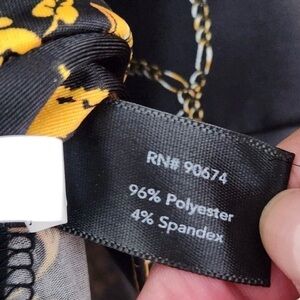 RN# 90674
96% Polyester
4% Spandex